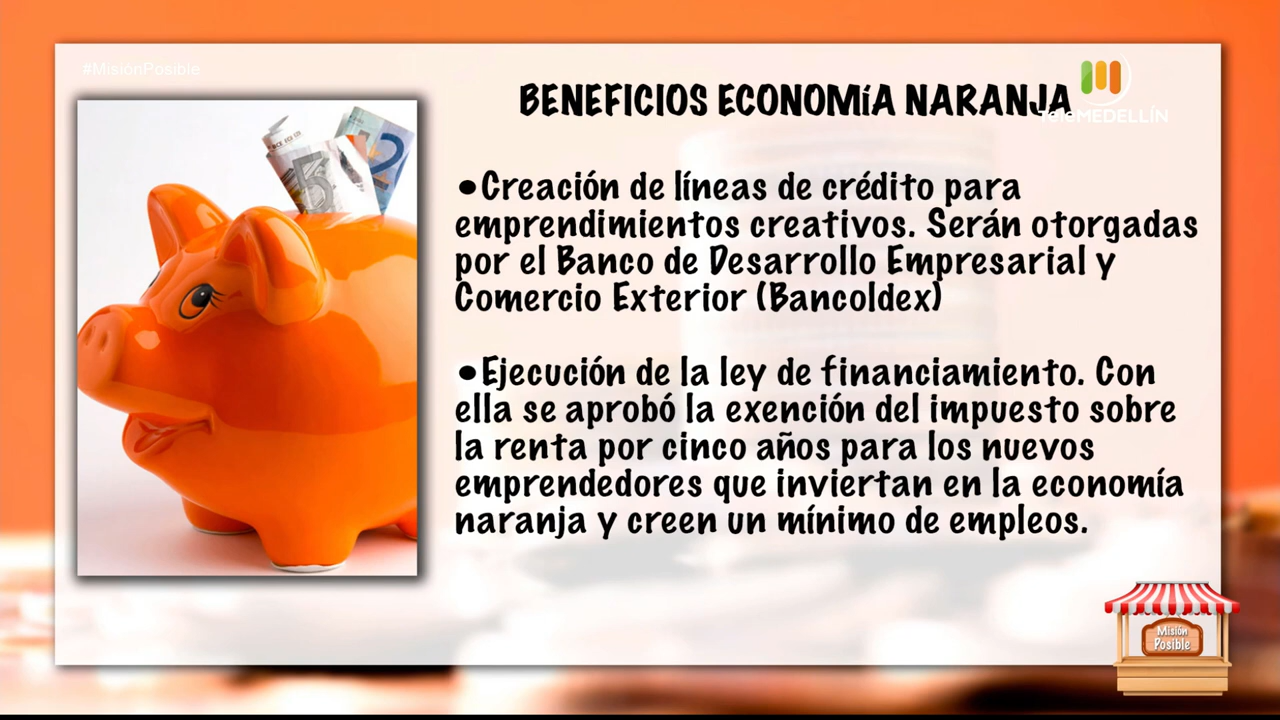 #MisiónPosible
BENEFICIOS ECONOMíA NARANJA
TeleMEDELLÍN
•Creación de líneas de crédito para
emprendimientos creativos. Serán otorgadas
por el Banco de Desarrollo Empresarial y
Comercio Exterior (Bancoldex)
•Ejecución de la ley de financiamiento. Con
ella se aprobó la exención del impuesto sobre
la renta por cinco años para los nuevos
emprendedores que inviertan en la economía
naranja y creen un mínimo de empleos.
5
2
Misión
Posible